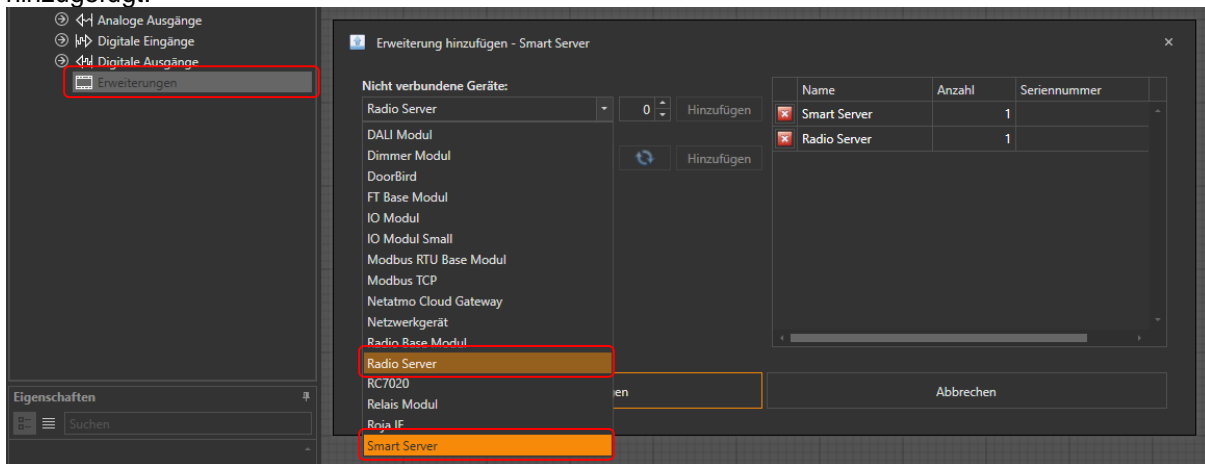 hinzugefügt.
Analoge Ausgänge
Digitale Eingänge
Digitale Ausgänge
Erweiterungen
Eigenschaften
Suchen
Erweiterung hinzufügen - Smart Server
Nicht verbundene Geräte:
Radio Server 0 Hinzufügen
Hinzufügen
DALI Modul
Dimmer Modul
DoorBird
FT Base Modul
IO Modul
IO Modul Small
Modbus RTU Base Modul
Modbus TCP
Netatmo Cloud Gateway
Netzwerkgerät
Radio Base Modul
Radio Server
RC7020
Relais Modul
Roja IF
Smart Server
Name Anzahl Seriennummer
Smart Server 1
Radio Server 1
en
Abbrechen